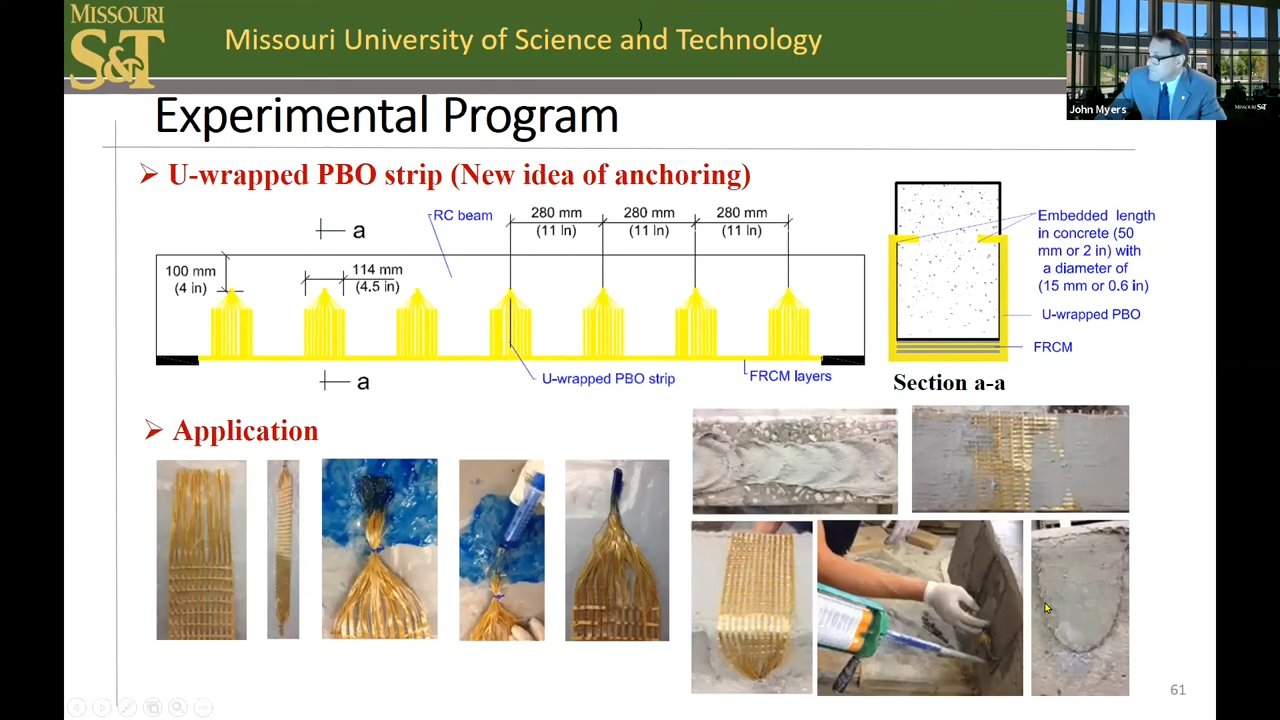 MISSOURI
S&T
Missouri University of Science and Technology
)
John Myers
MISSOURI S&T
Experimental Program
➢ U-wrapped PBO strip (New idea of anchoring)
a
RC beam
280 mm
(11 In)
280 mm
(11 In)
280 mm
(11 In)
100 mm
(4 in)
114 mm
(4.5 in)
a
U-wrapped PBO strip
FRCM layers
Embedded length
in concrete (50
mm or 2 in) with
a diameter of
(15 mm or 0.6 in)
U-wrapped PBO
FRCM
Section a-a
➢ Application
61